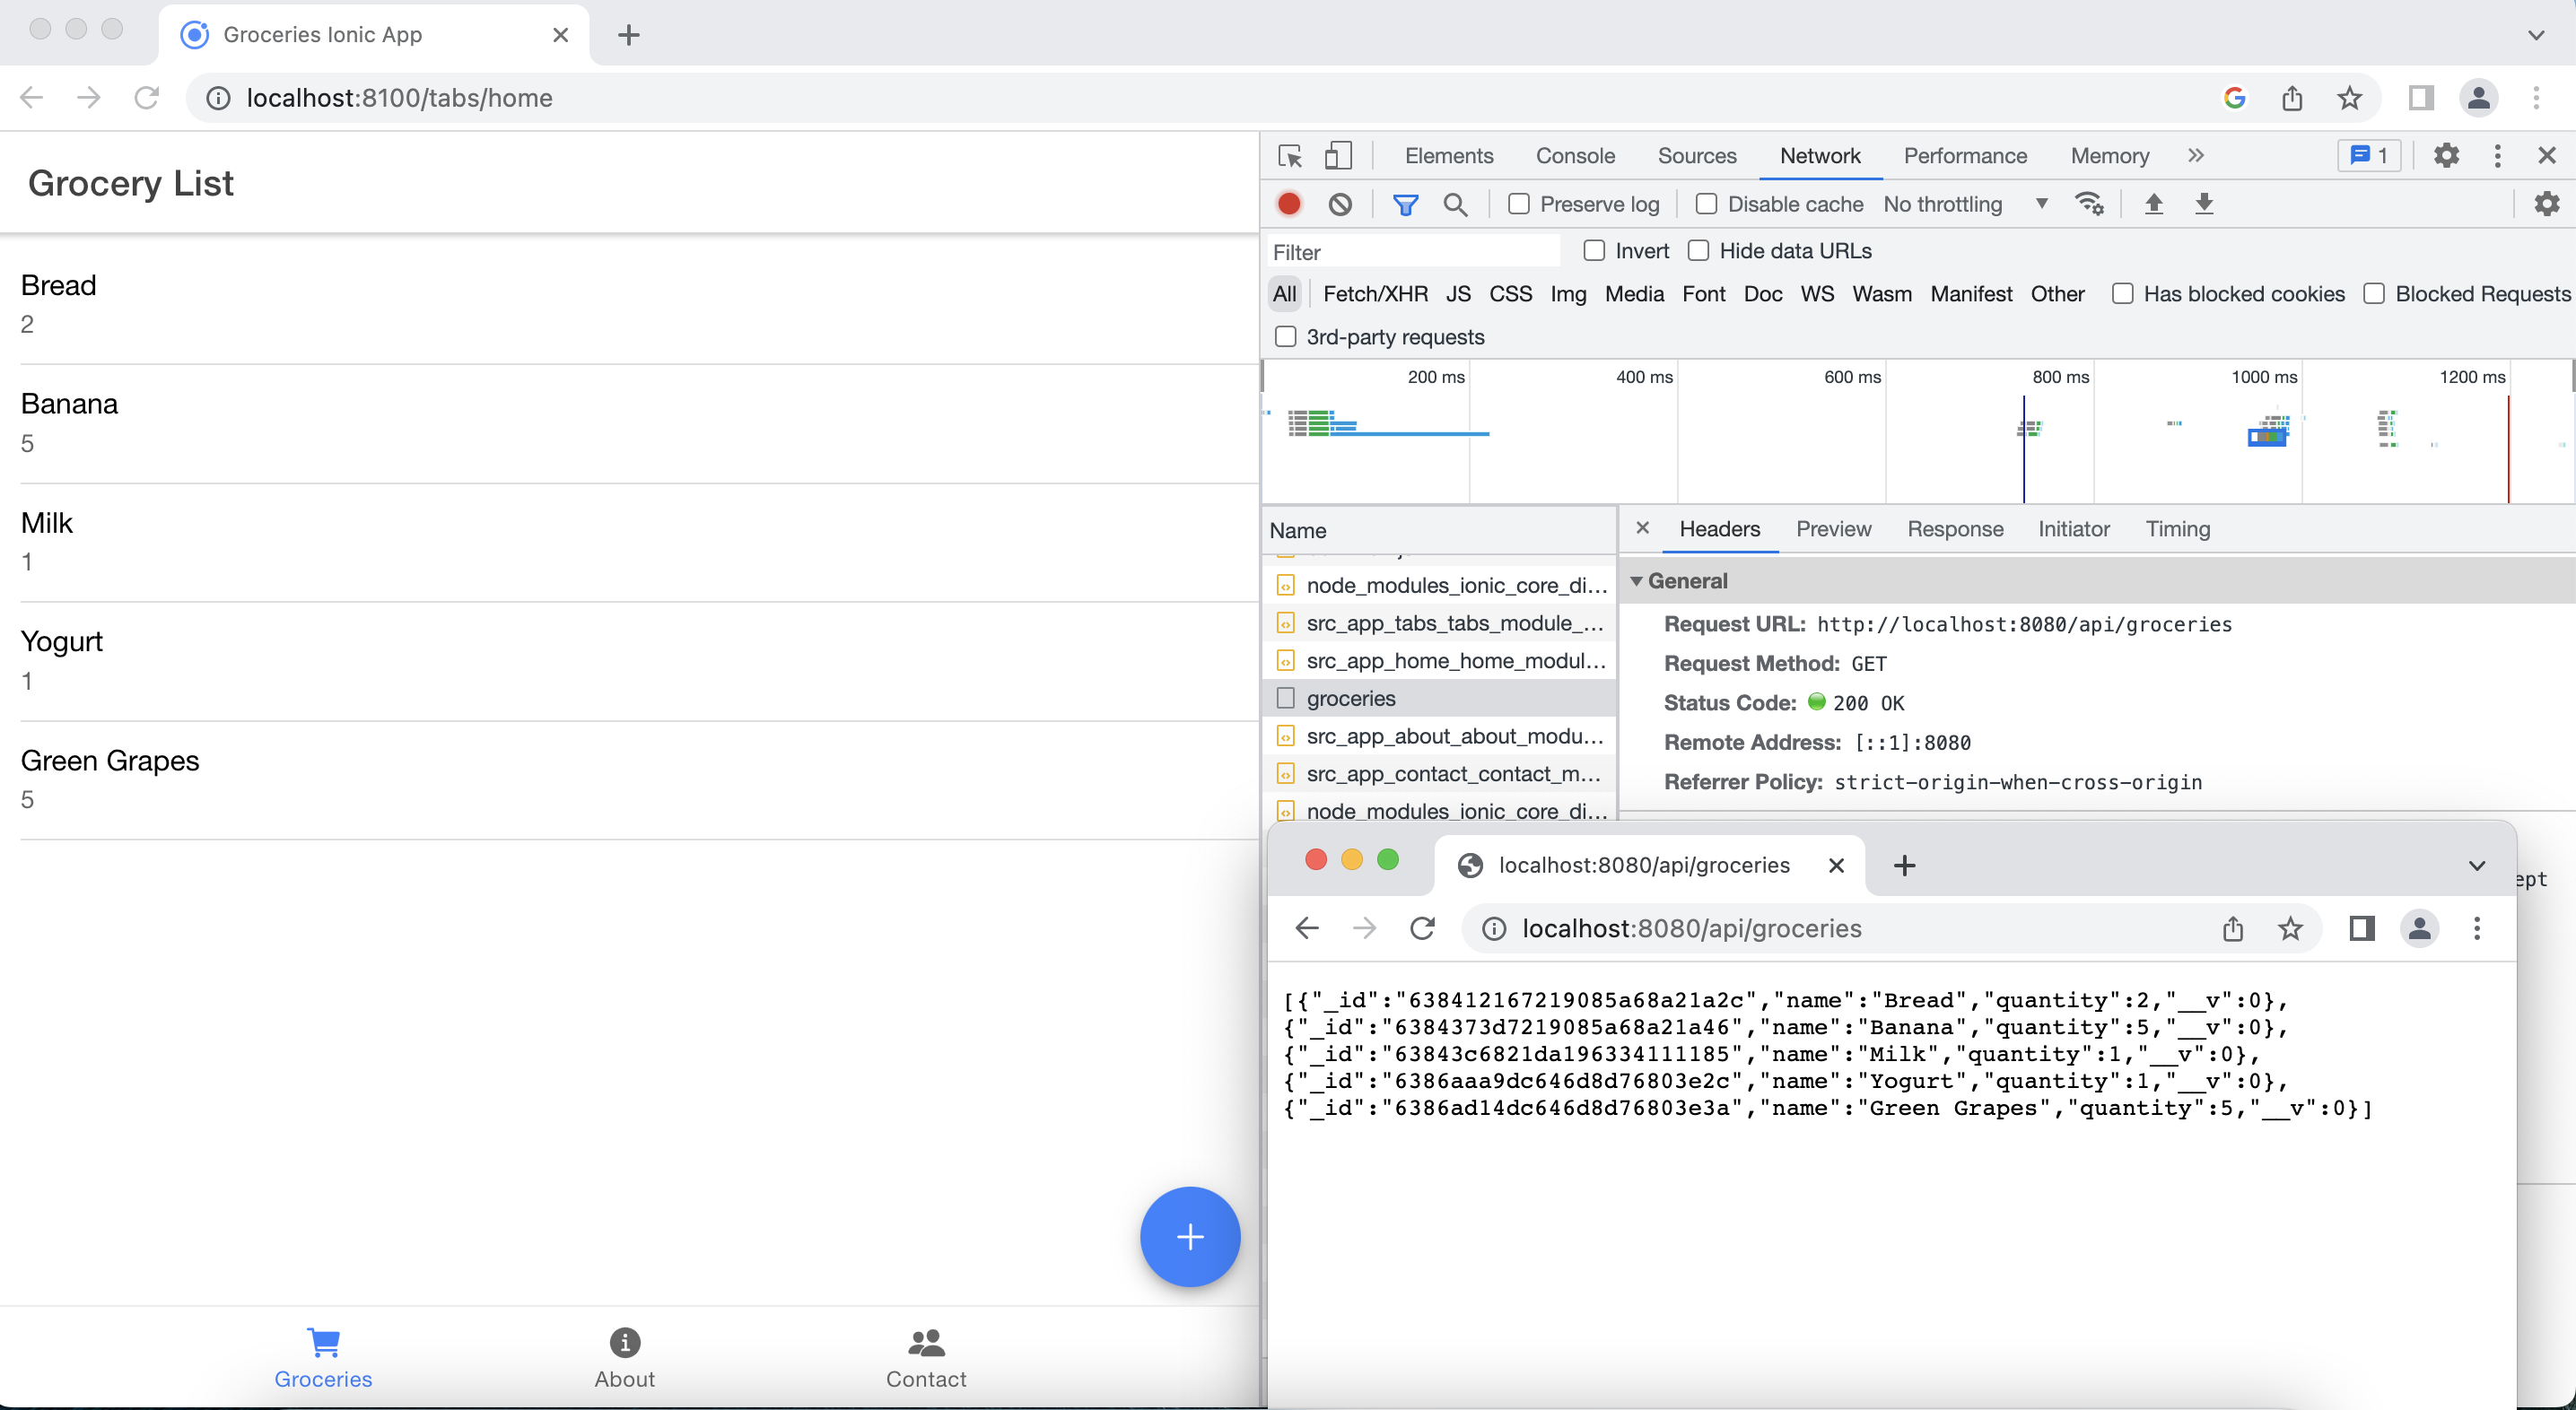 Groceries Ionic App
localhost:8100/tabs/home
Grocery List
Bread
2
Banana
5
Milk
1
Yogurt
1
Green Grapes
5
Groceries
About
Contact
Elements Console Sources Network Performance Memory » 1
Preserve log Disable cache No throttling
Filter Invert Hide data URLs
All Fetch/XHR JS CSS Img Media Font Doc WS Wasm Manifest Other Has blocked cookies Blocked Requests
3rd-party requests
200 ms 400 ms 600 ms 800 ms 1000 ms 1200 ms
Name
node_modules_ionic_core_di...
src_app_tabs_tabs_module_...
src_app_home_home_modul...
groceries
src_app_about_about_modu...
src_app_contact_contact_m...
node_modules_ionic_core_di...
Headers Preview Response Initiator Timing
General
Request URL: http://localhost:8080/api/groceries
Request Method: GET
Status Code: 200 OK
Remote Address: [::1]:8080
Referrer Policy: strict-origin-when-cross-origin
ept
localhost:8080/api/groceries
localhost:8080/api/groceries
[{"_id":"638412167219085a68a21a2c","name":"Bread","quantity":2,"__v":0},
{"_id":"6384373d7219085a68a21a46","name":"Banana","quantity":5,"__v":0},
{"_id":"63843c6821da196334111185","name":"Milk","quantity":1,"__v":0},
{"_id":"6386aaa9dc646d8d76803e2c","name":"Yogurt","quantity":1,"__v":0},
{"_id":"6386ad14dc646d8d76803e3a","name":"Green Grapes","quantity":5,"__v":0}]